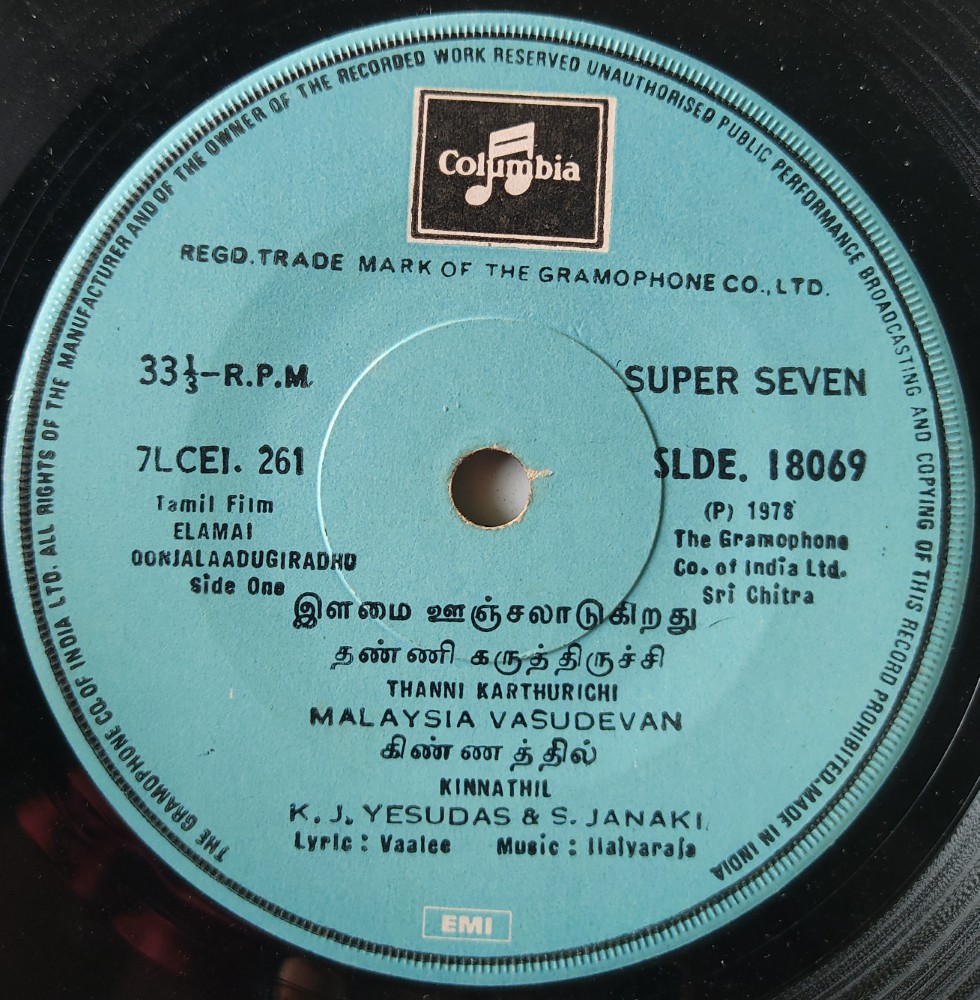 THE GRAMOPHONE CO. OF INDIA LTD. ALL RIGHTS OF THE MANUFACTURER AND OF THE OWNER OF THE RECORDED WORK RESERVED UNAUTHORISED PUBLIC PERFORMANCE BROADCASTING AND COPYING OF THIS RECORD PROHIBITED. MADE IN INDIA
Columbia
REGD. TRADE MARK OF THE GRAMOPHONE CO., LTD.
33⅓-R.P.M.
SUPER SEVEN
7LCEI. 261
SLDE. 18069
Tamil Film
ELAMAI
OONJALAADUGIRADHU
Side One
(P) 1978
The Gramophone
Co. of India Ltd.
Sri Chitra
இளமை ஊஞ்சலாடுகிறது
தண்ணி கருத்திருச்சி
THANNI KARTHURICHI
MALAYSIA VASUDEVAN
கிண்ணத்தில்
KINNATHIL
K. J. YESUDAS & S. JANAKI
Lyric : Vaalee Music : Ilaiyaraja
EMI